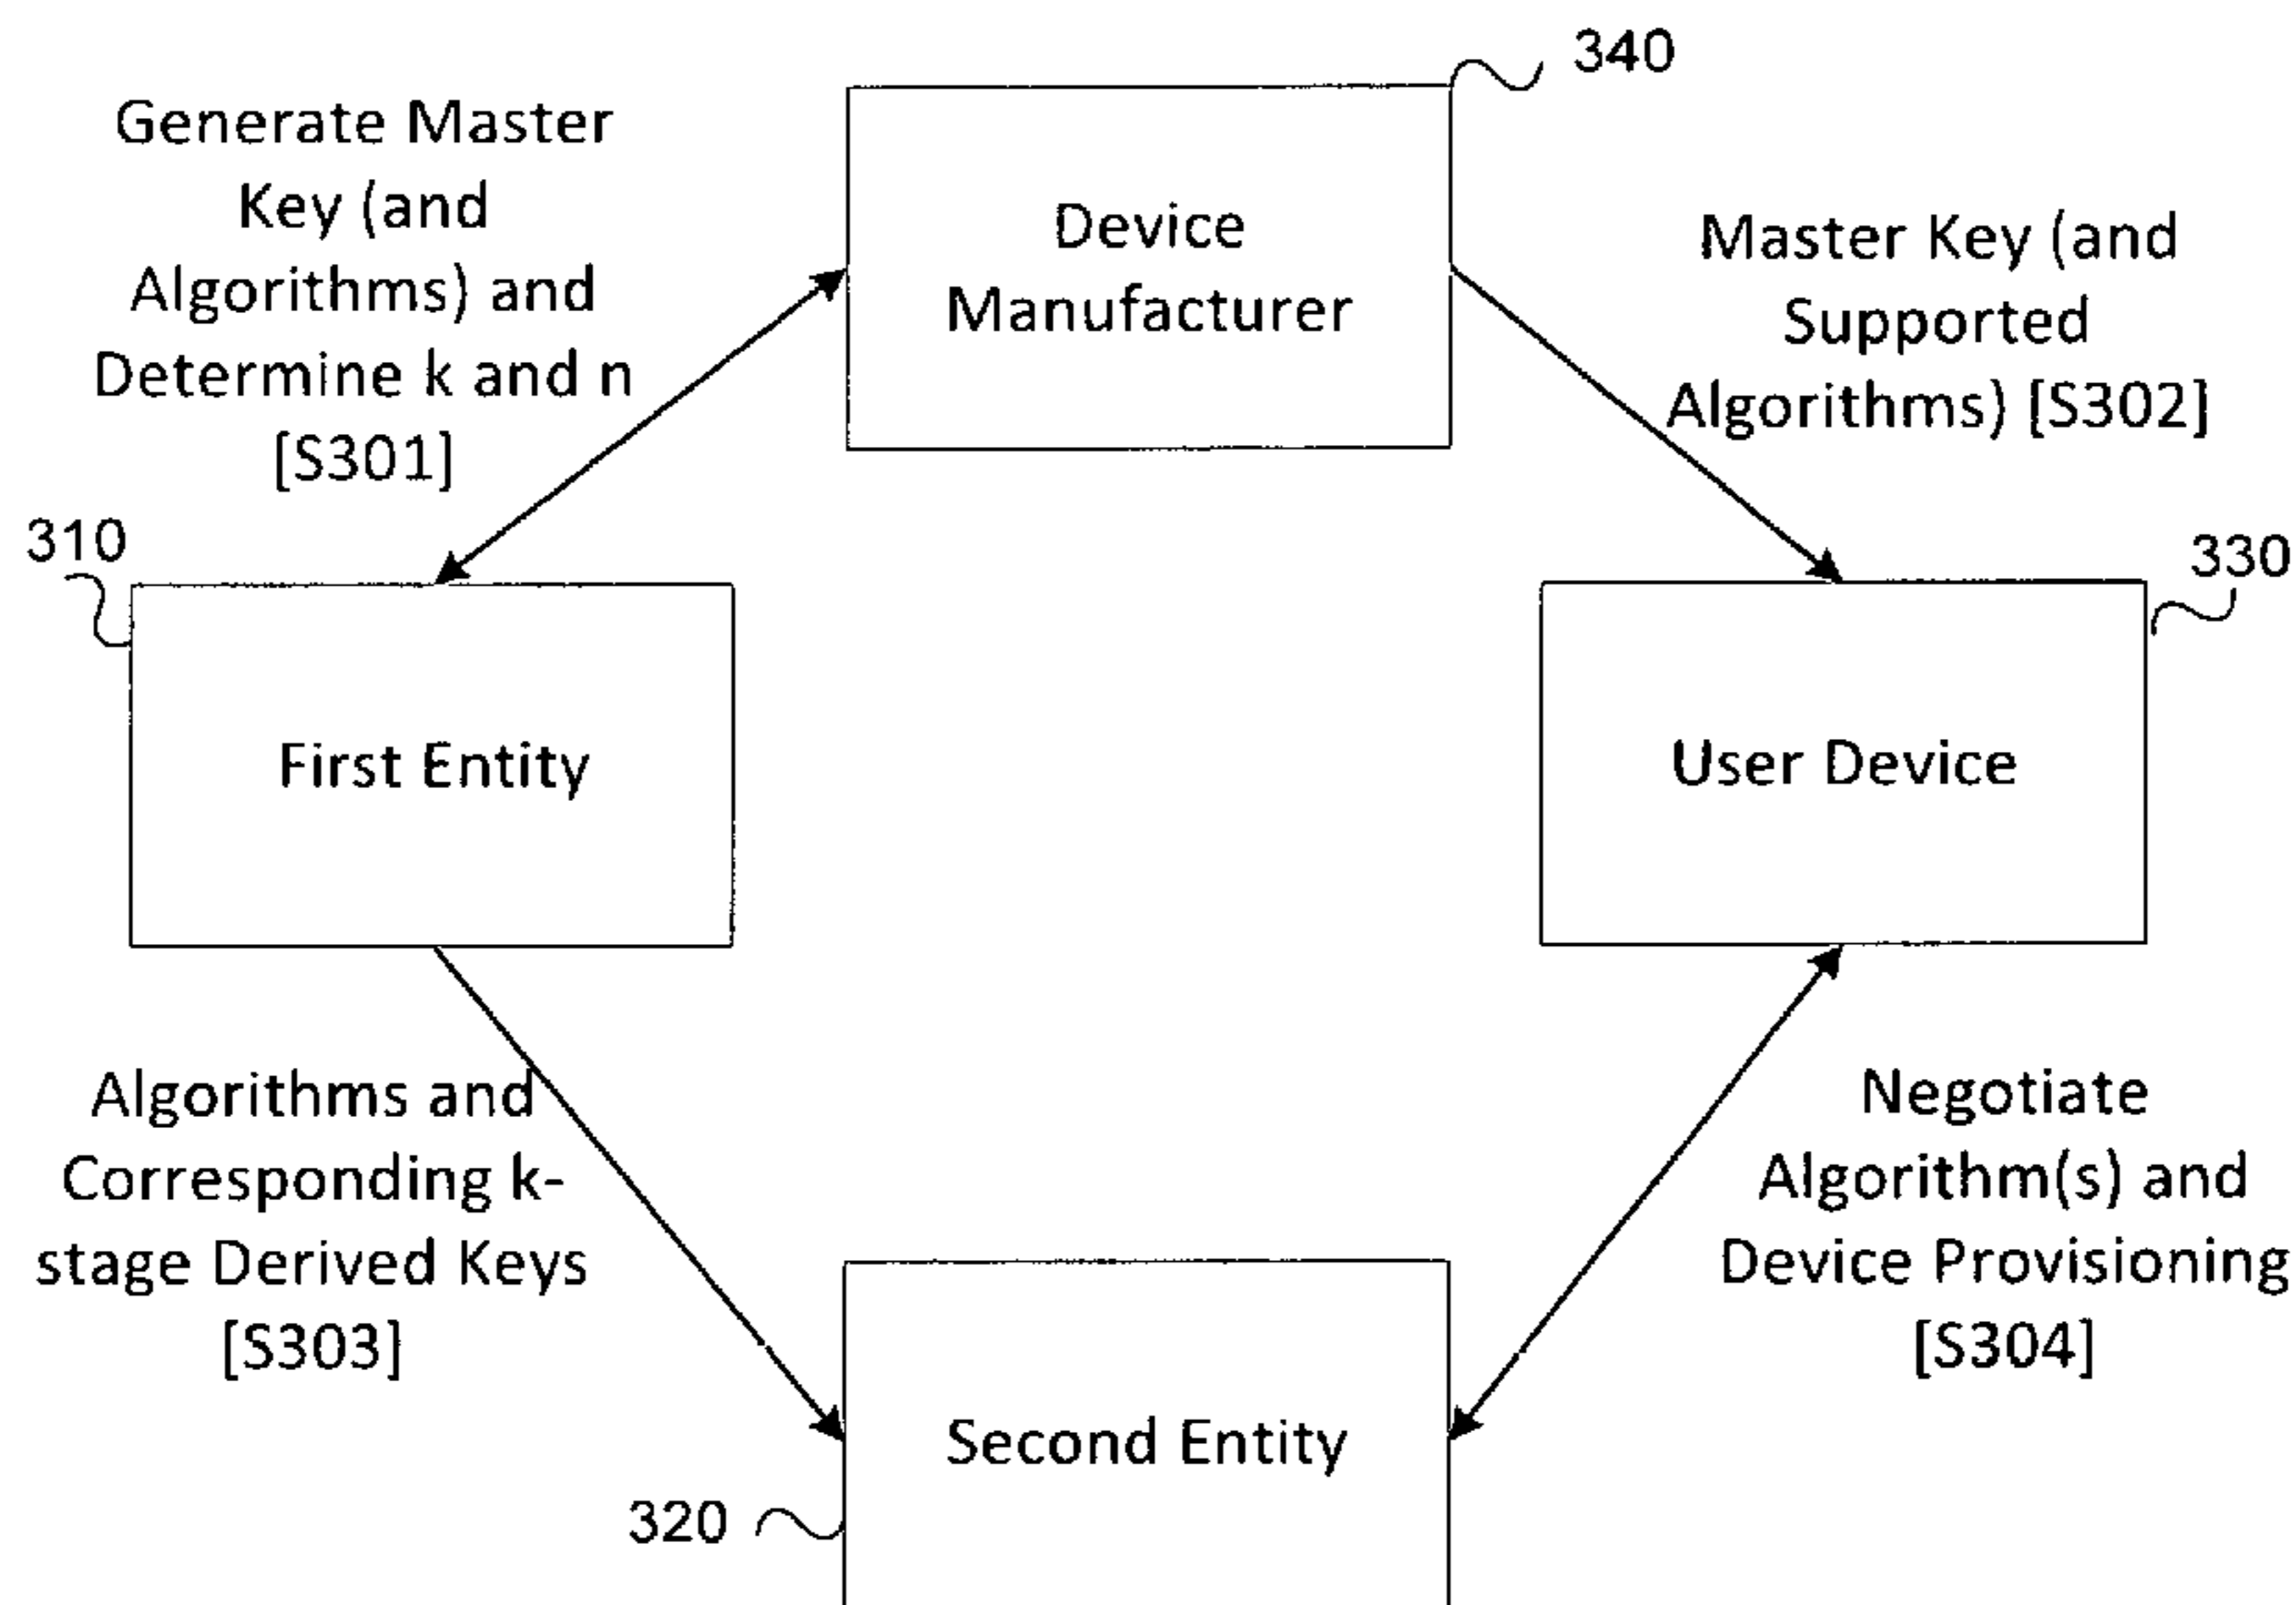 340
Generate Master
Key (and
Algorithms) and
Determine k and n
[S301]
Device
Manufacturer
Master Key (and
Supported
Algorithms) [S302]
310
330
First Entity
User Device
Algorithms and
Corresponding k-
stage Derived Keys
[S303]
Negotiate
Algorithm(s) and
Device Provisioning
[S304]
Second Entity
320